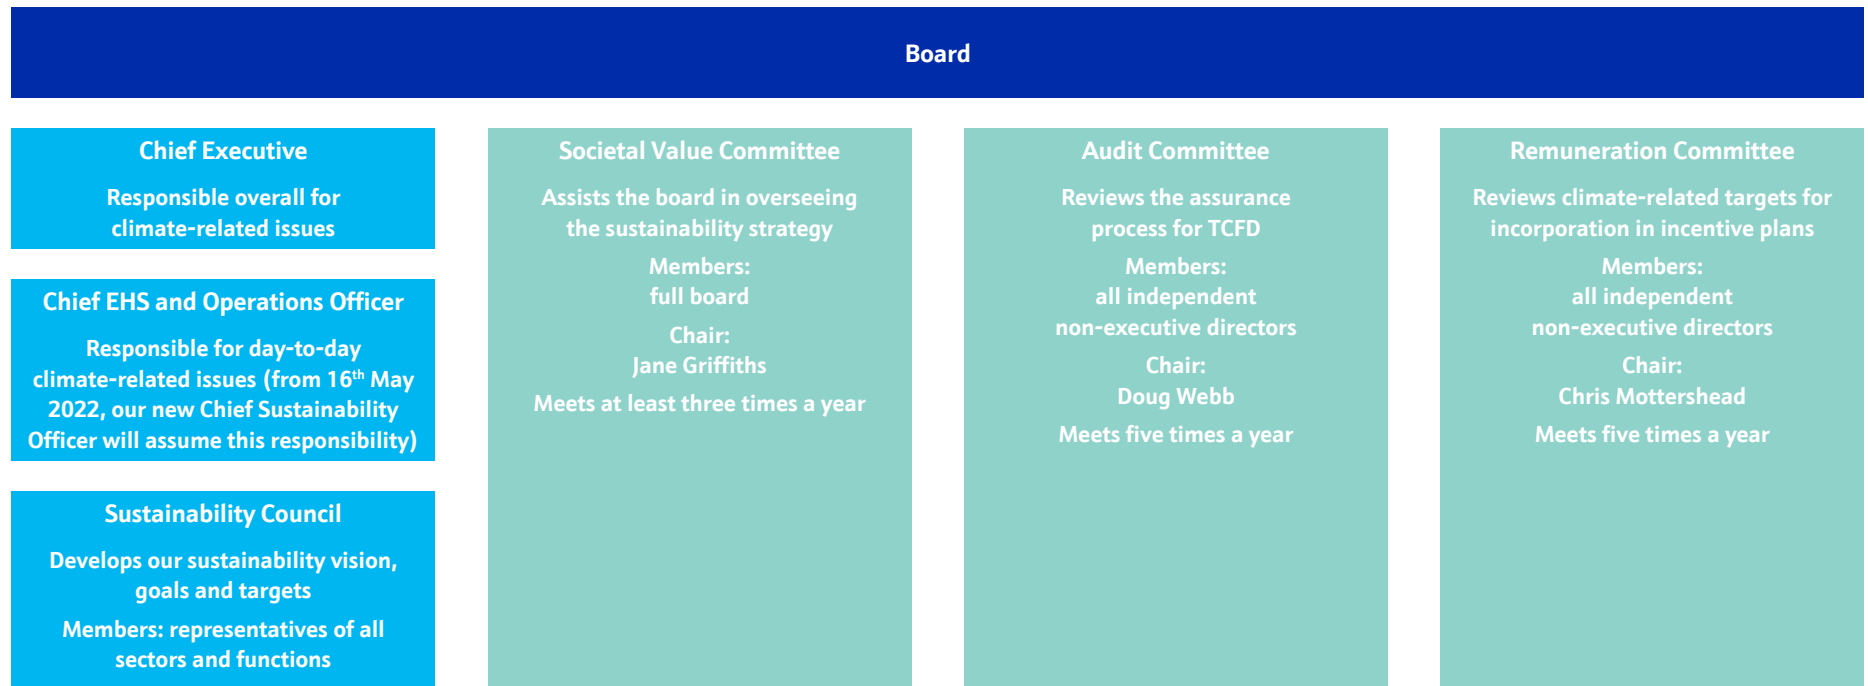 Board
Chief Executive
Responsible overall for
climate-related issues
Chief EHS and Operations Officer
Responsible for day-to-day
climate-related issues (from 16th May
2022, our new Chief Sustainability
Officer will assume this responsibility)
Sustainability Council
Develops our sustainability vision,
goals and targets
Members: representatives of all
sectors and functions
Societal Value Committee
Assists the board in overseeing
the sustainability strategy
Members:
full board
Chair:
Jane Griffiths
Meets at least three times a year
Audit Committee
Reviews the assurance
process for TCFD
Members:
all independent
non-executive directors
Chair:
Doug Webb
Meets five times a year
Remuneration Committee
Reviews climate-related targets for
incorporation in incentive plans
Members:
all independent
non-executive directors
Chair:
Chris Mottershead
Meets five times a year